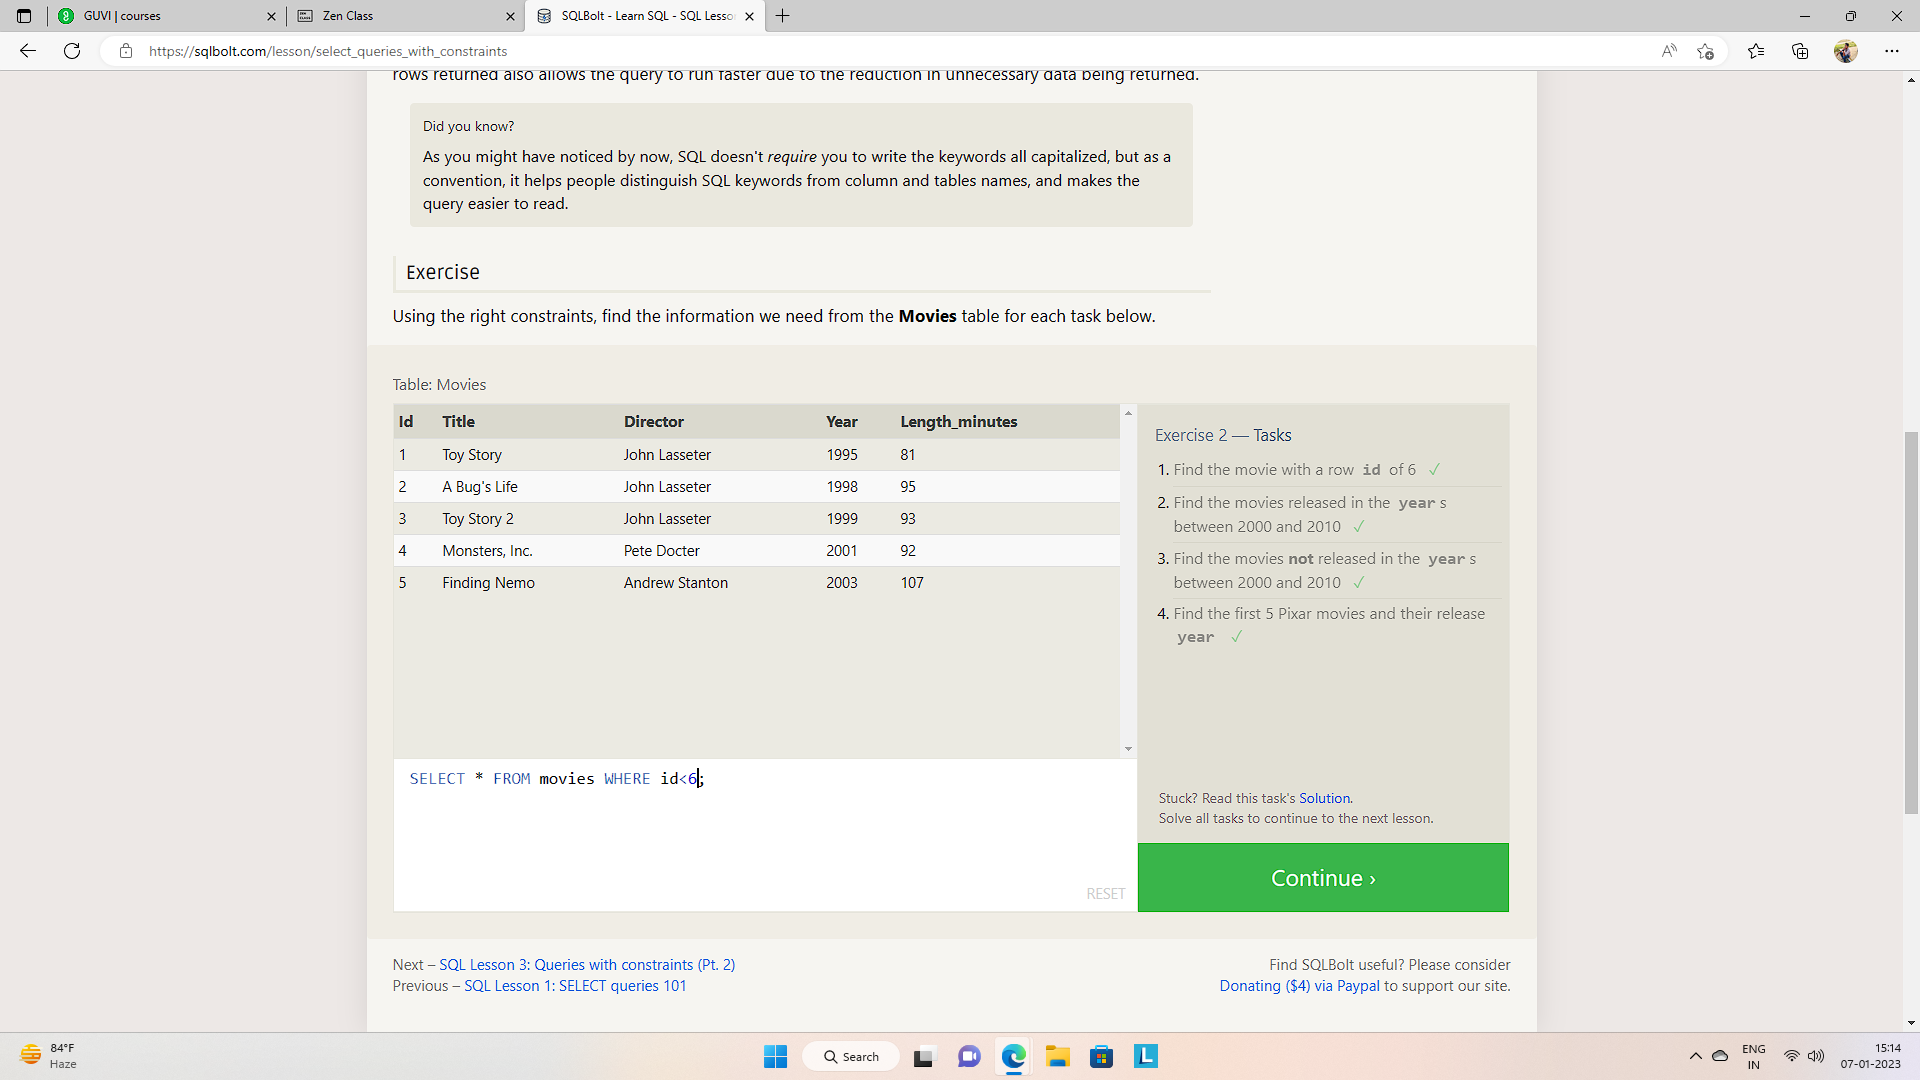 GUVI | courses
Zen Class
SQLBolt - Learn SQL - SQL Lesso
https://sqlbolt.com/lesson/select_queries_with_constraints
rows returned also allows the query to run faster due to the reduction in unnecessary data being returned.
Did you know?
As you might have noticed by now, SQL doesn't require you to write the keywords all capitalized, but as a
convention, it helps people distinguish SQL keywords from column and tables names, and makes the
query easier to read.
Exercise
Using the right constraints, find the information we need from the Movies table for each task below.
Table: Movies
Id Title Director Year Length_minutes
1 Toy Story John Lasseter 1995 81
2 A Bug's Life John Lasseter 1998 95
3 Toy Story 2 John Lasseter 1999 93
4 Monsters, Inc. Pete Docter 2001 92
5 Finding Nemo Andrew Stanton 2003 107
SELECT * FROM movies WHERE id<6;
RESET
Exercise 2 — Tasks
1. Find the movie with a row id of 6 ✓
2. Find the movies released in the year s
between 2000 and 2010 ✓
3. Find the movies not released in the year s
between 2000 and 2010 ✓
4. Find the first 5 Pixar movies and their release
year ✓
Stuck? Read this task's Solution.
Solve all tasks to continue to the next lesson.
Continue ›
Next – SQL Lesson 3: Queries with constraints (Pt. 2)
Previous – SQL Lesson 1: SELECT queries 101
Find SQLBolt useful? Please consider
Donating ($4) via Paypal to support our site.
84°F
Haze
Search
L
ENG
IN
15:14
07-01-2023